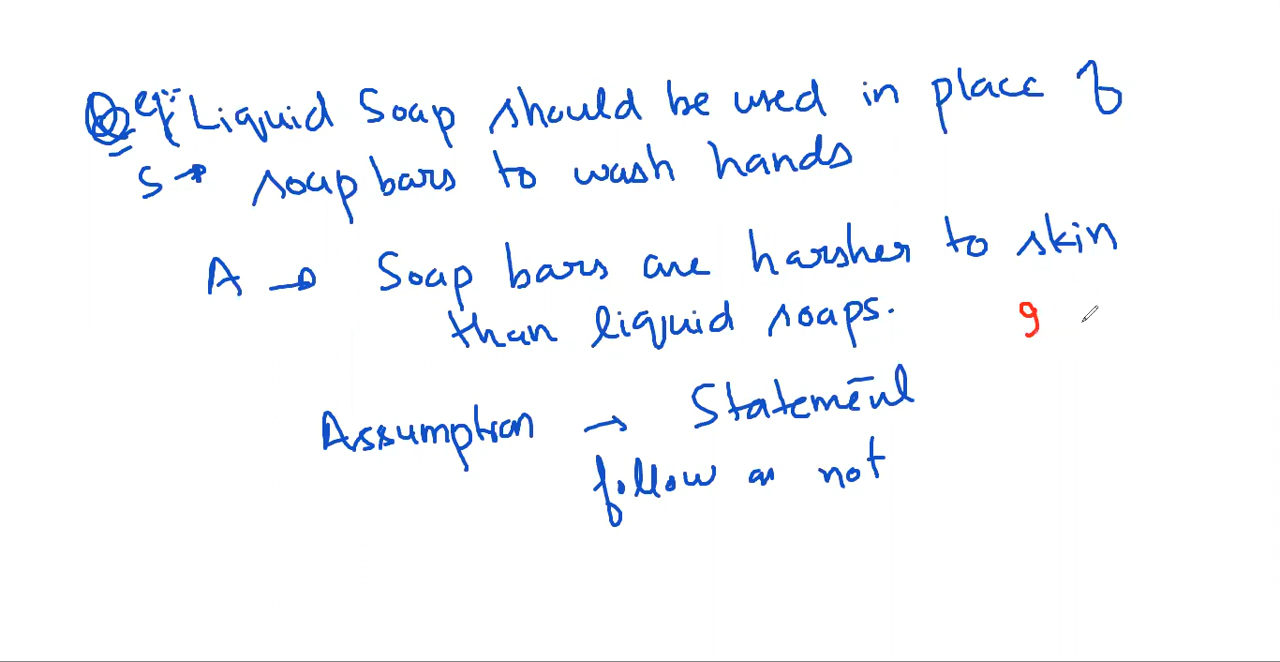 eg: Liquid Soap should be used in place of
S → soap bars to wash hands
A → Soap bars are harsher to skin
than liquid soaps.
9
Assumption → Statement
follow or not